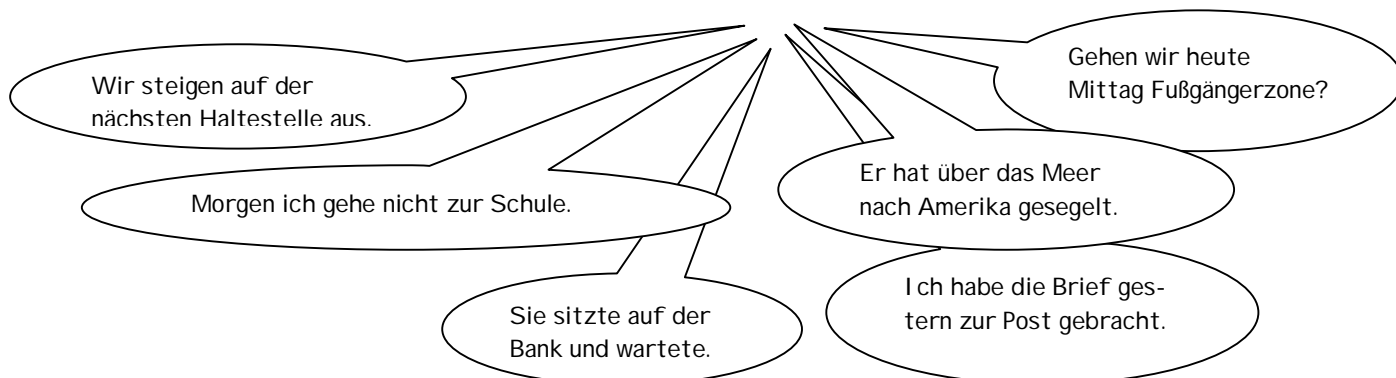 Wir steigen auf der
nächsten Haltestelle aus.
Gehen wir heute
Mittag Fußgängerzone?
Morgen ich gehe nicht zur Schule.
Er hat über das Meer
nach Amerika gesegelt.
Sie sitzte auf der
Bank und wartete.
Ich habe die Brief ges-
tern zur Post gebracht.